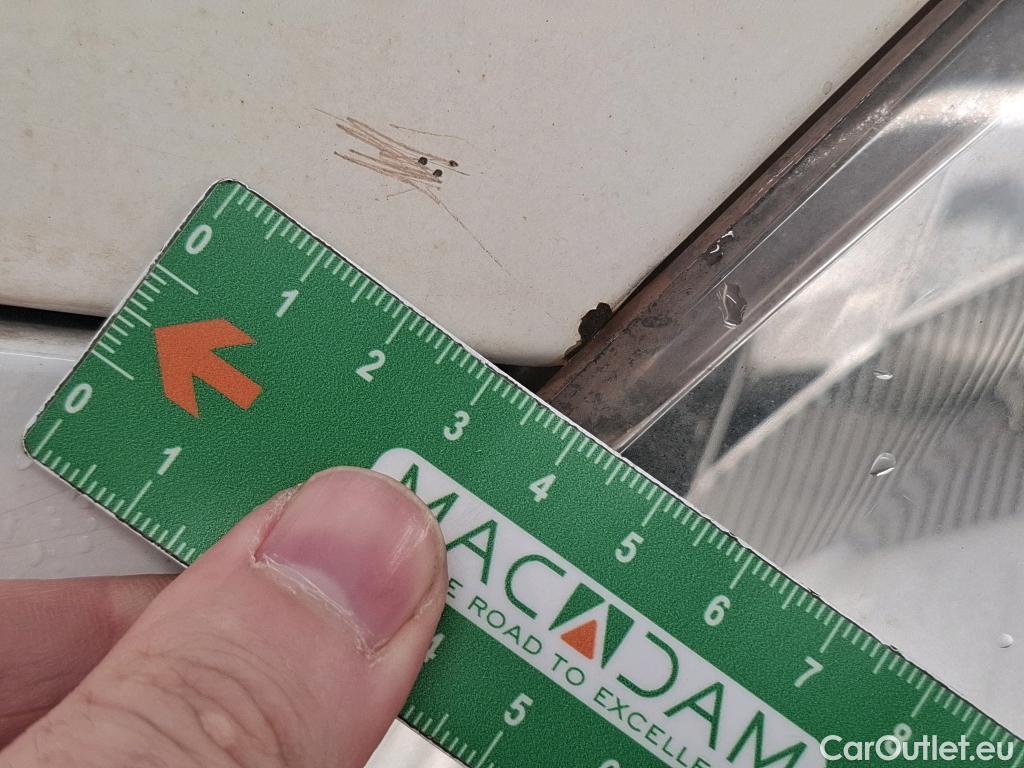 0 1 2 3 4 5 6 7 8
0 1 4 5 6
MACADAM
E ROAD TO EXCELLE
CarOutlet.eu